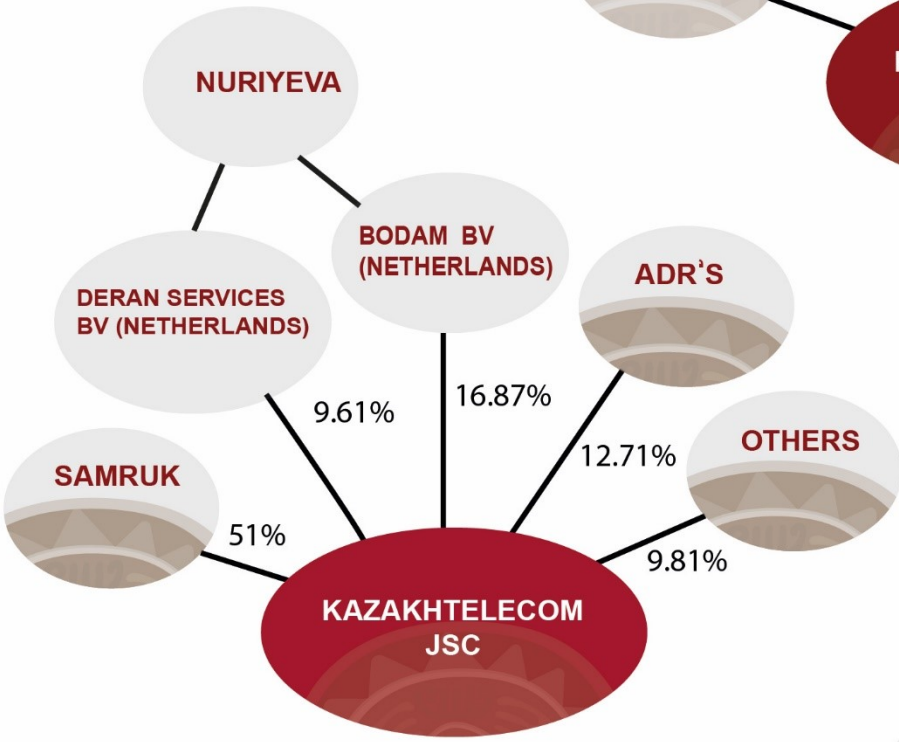 NURIYEVA
BODAM BV
(NETHERLANDS)
DERAN SERVICES
BV (NETHERLANDS)
ADR'S
9.61%
16.87%
12.71%
OTHERS
SAMRUK
51%
9.81%
KAZAKHTELECOM
JSC